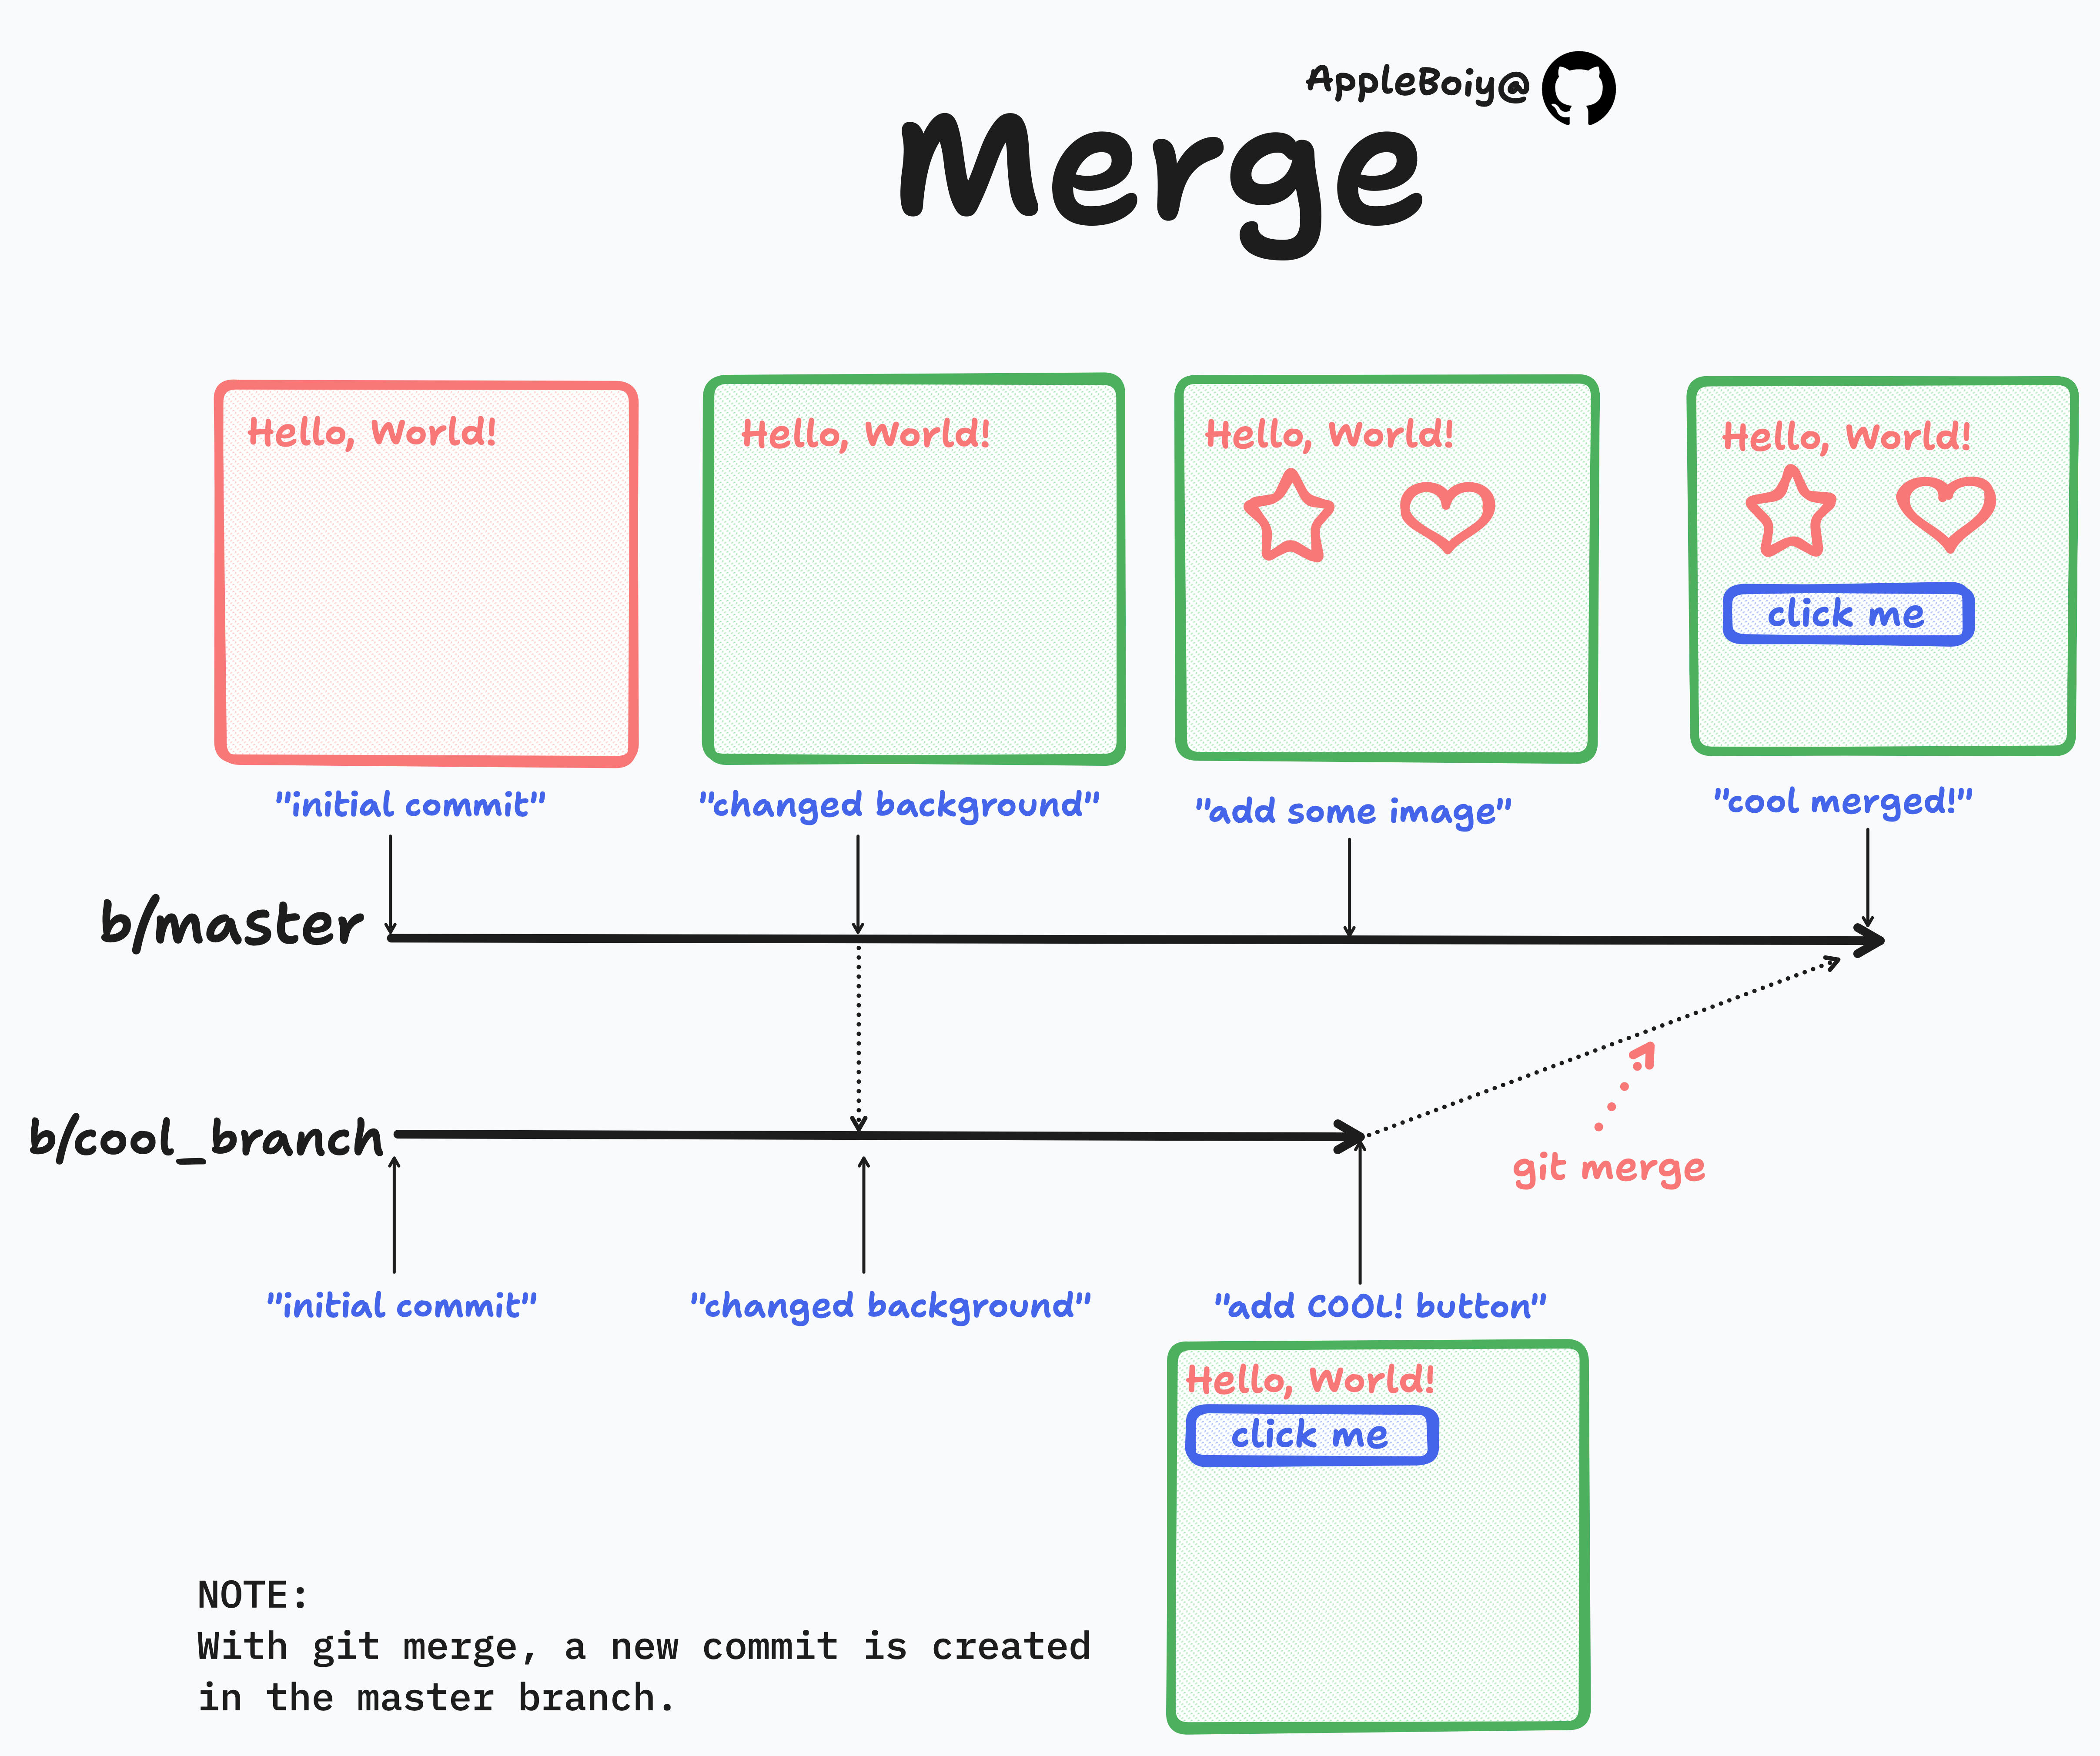 AppleBoiy@
Merge
Hello, World!
Hello, World!
Hello, World!
Hello, World!
click me
"initial commit"
"changed background"
"add some image"
"cool merged!"
b/master
b/cool_branch
git merge
"initial commit"
"changed background"
"add COOL! button"
Hello, World!
click me
NOTE:
With git merge, a new commit is created
in the master branch.